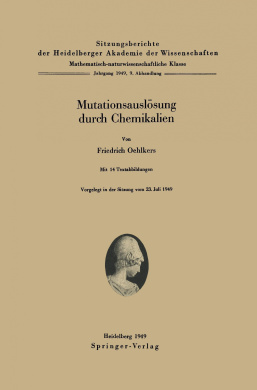 Sitzungsberichte
der Heidelberger Akademie der Wissenschaften
Mathematisch-naturwissenschaftliche Klasse
Jahrgang 1949, 9. Abhandlung
Mutationsauslösung
durch Chemikalien
Von
Friedrich Oehlkers
Mit 14 Textabbildungen
Vorgelegt in der Sitzung vom 23. Juli 1949
Heidelberg 1949
Springer-Verlag